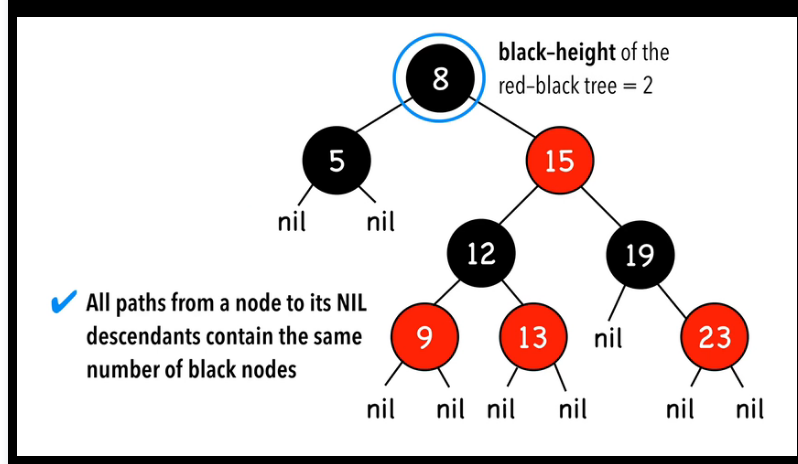 8
black-height of the
red-black tree = 2
5
15
nil
nil
12
19
✔ All paths from a node to its NIL
descendants contain the same
number of black nodes
9
13
nil
23
nil
nil
nil
nil
nil
nil